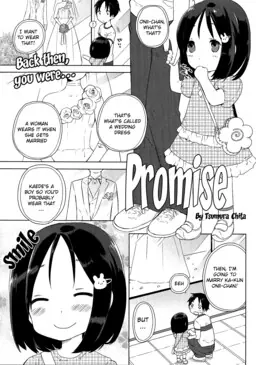 ONII-CHAN, WHAT'S THAT?
I WANT TO WEAR THAT!
Back then,
you were...
THAT'S WHAT'S CALLED A WEDDING DRESS
A WOMAN WEARS IT WHEN SHE GETS MARRIED
KAEDE'S A BOY SO YOU'D PROBABLY WEAR THAT ...
Promise
By Tsumura Chita
Smile
THEN, I'M GOING TO MARRY KA-KUN ONII-CHAN!
EEH
BUT ...